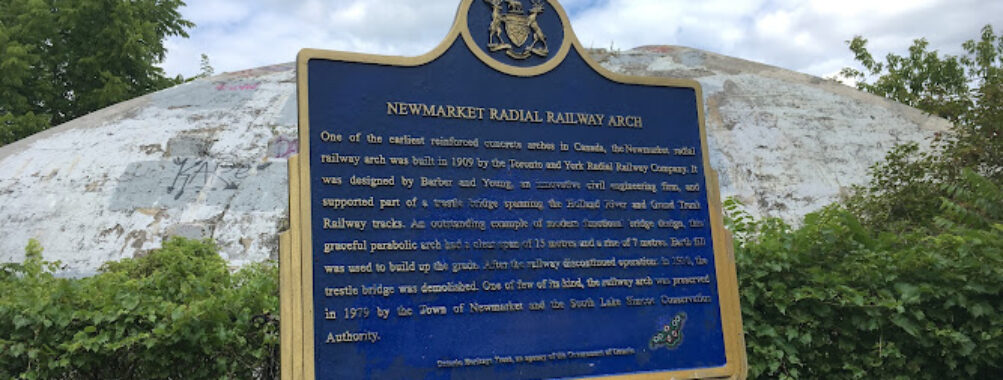 NEWMARKET RADIAL RAILWAY ARCH
One of the earliest reinforced concrete arches in Canada, the Newmarket radial
railway arch was built in 1909 by the Toronto and York Radial Railway Company. It
was designed by Barber and Young, an innovative civil engineering firm, and
supported part of a trestle bridge spanning the Holland River and Grand Trunk
Railway tracks. An outstanding example of modern functional bridge design, this
graceful parabolic arch had a clear span of 15 metres and a rise of 7 metres. Earth fill
was used to build up the grade. After the railway discontinued operations in the
trestle bridge was demolished. One of few of its kind, the railway arch was preserved
in 1979 by the Town of Newmarket and the South Lake Simcoe Conservation
Authority.
Ontario Heritage Trust, an agency of the Government of Ontario